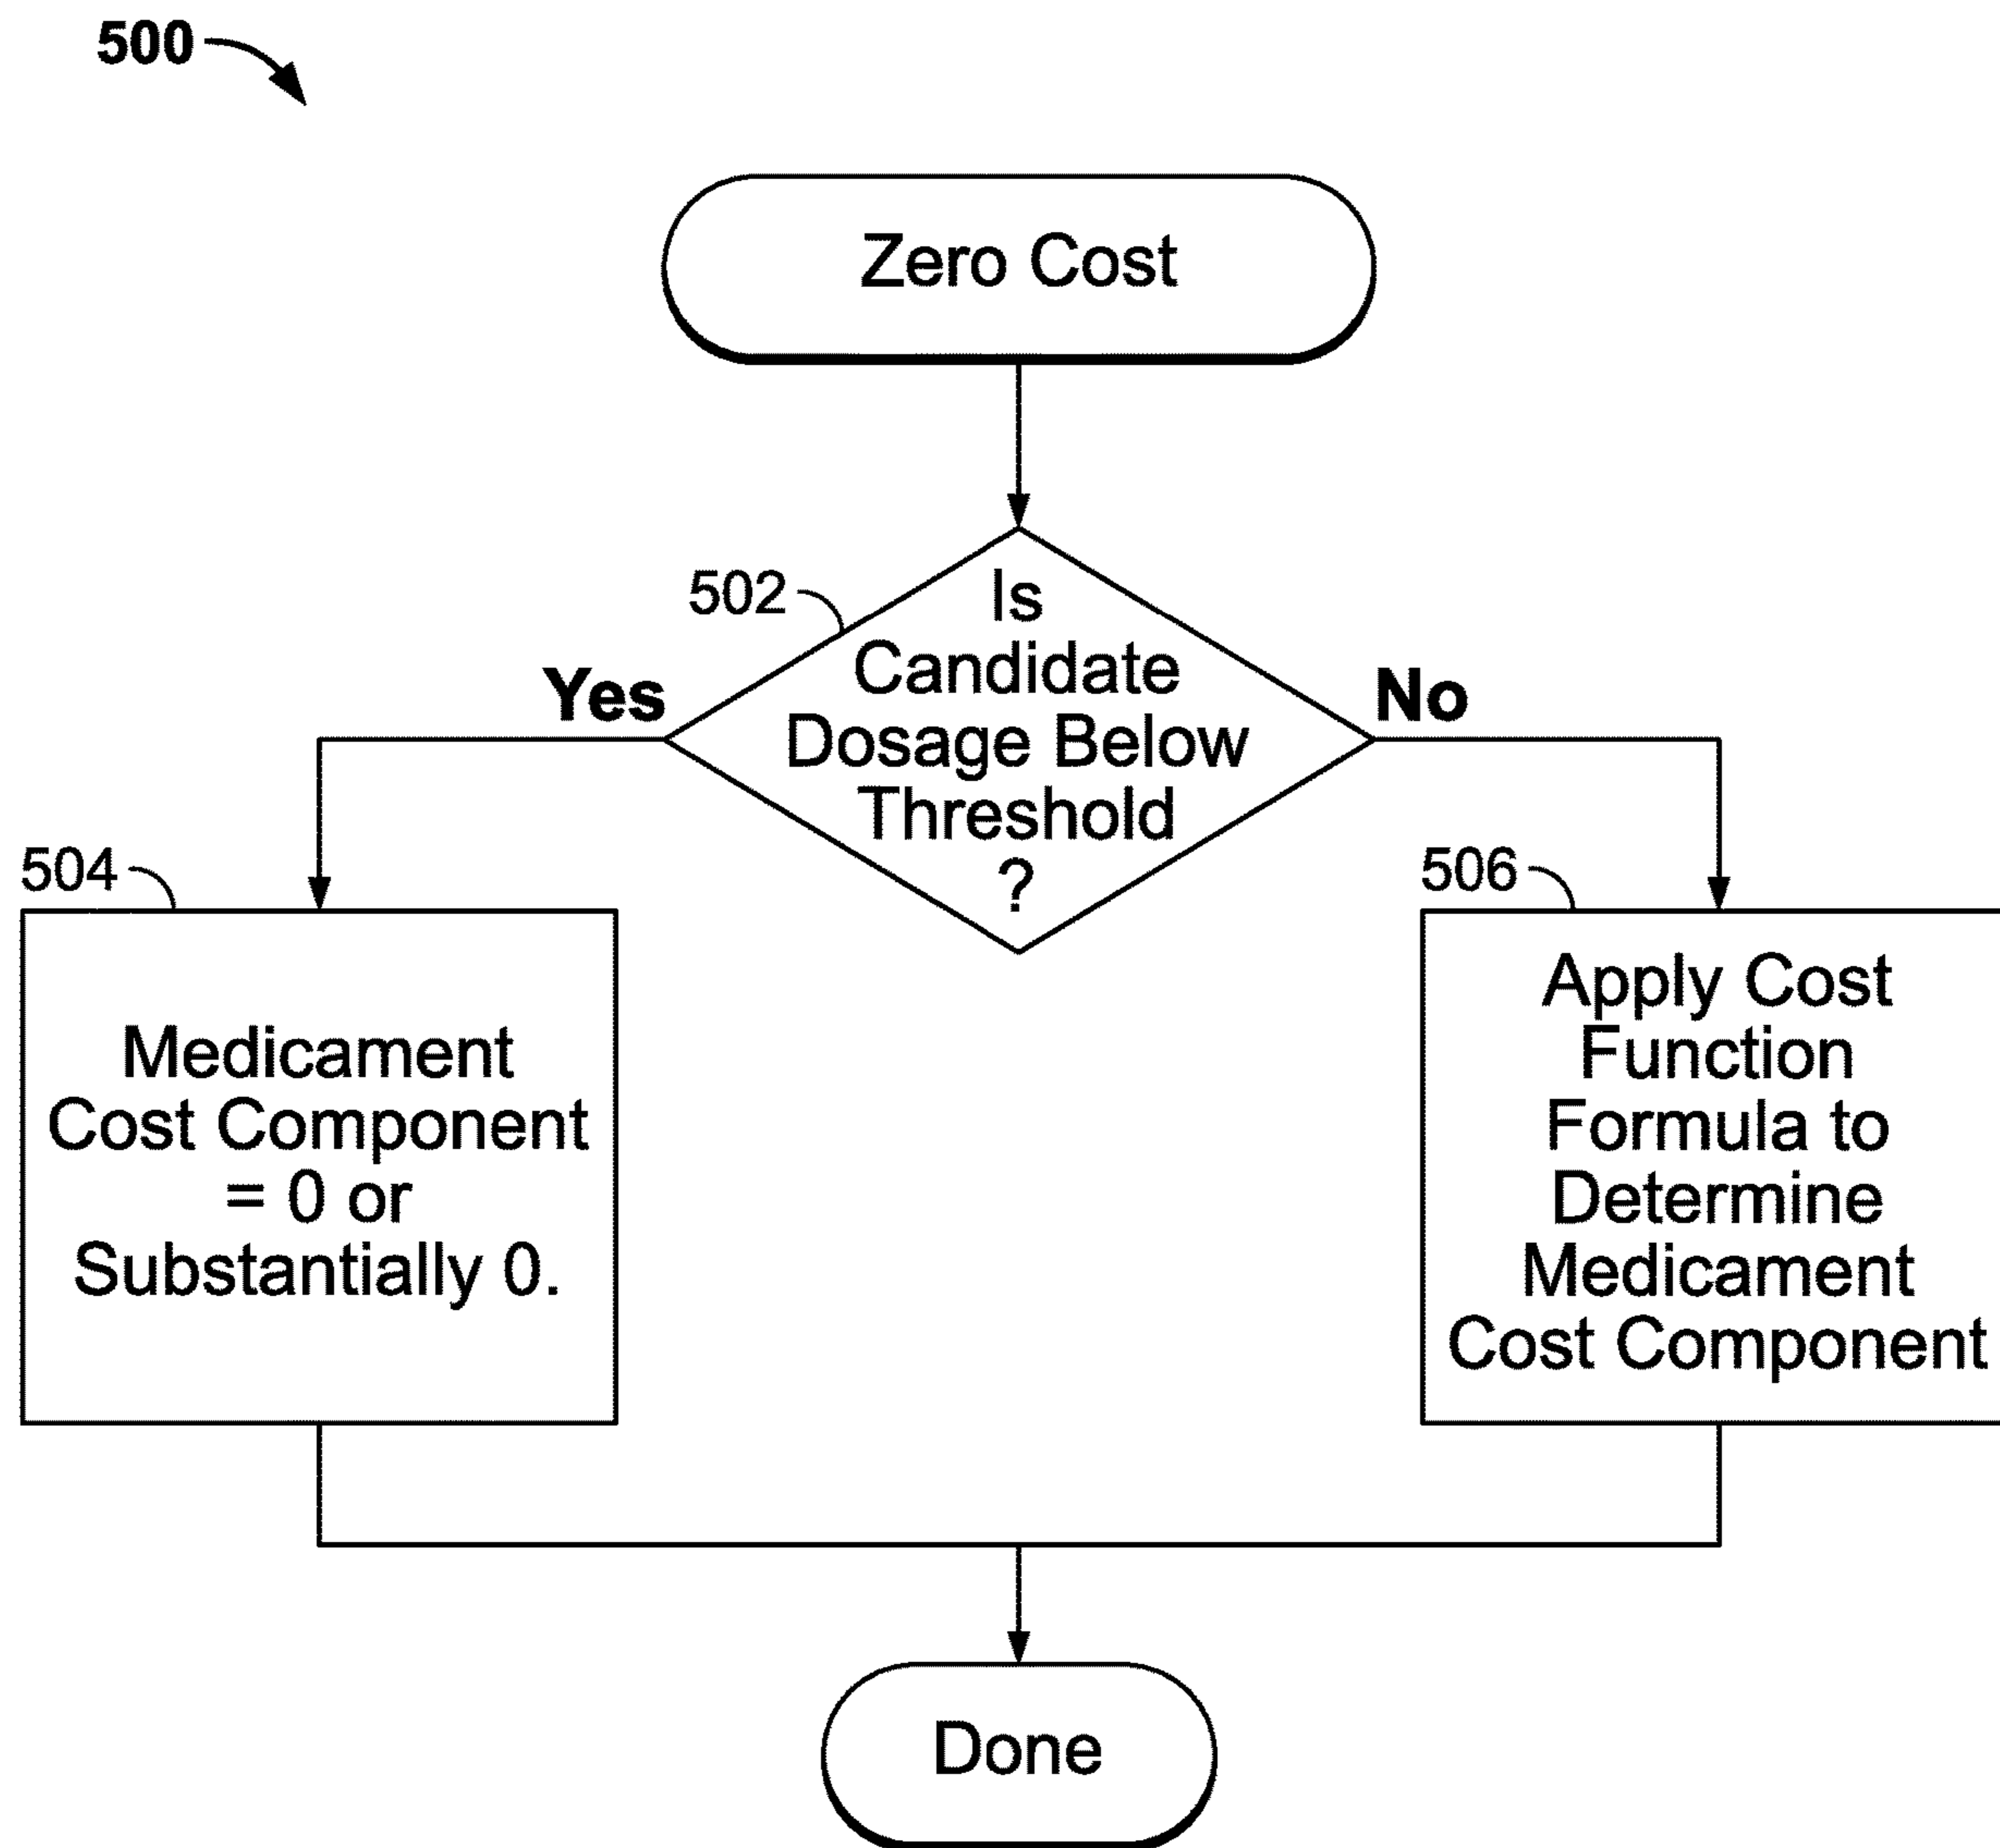 500
Zero Cost
502
Is
Candidate
Dosage Below
Threshold
?
Yes
No
504
Medicament
Cost Component
= 0 or
Substantially 0.
506
Apply Cost
Function
Formula to
Determine
Medicament
Cost Component
Done